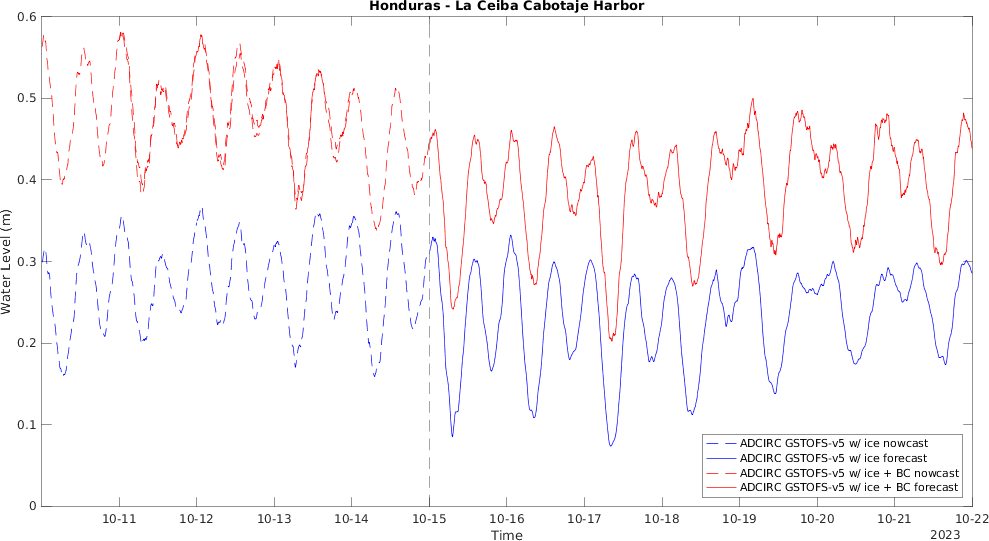 Honduras - La Ceiba Cabotaje Harbor
0.6
0.5
0.4
0.3
0.2
0.1
0
Water Level (m)
ADCIRC GSTOFS-v5 w/ ice nowcast
ADCIRC GSTOFS-v5 w/ ice forecast
ADCIRC GSTOFS-v5 w/ ice + BC nowcast
ADCIRC GSTOFS-v5 w/ ice + BC forecast
10-11 10-12 10-13 10-14 10-15 10-16 10-17 10-18 10-19 10-20 10-21 10-22
Time
2023